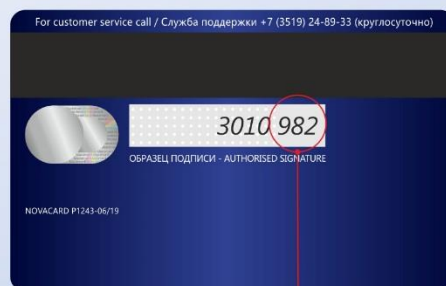 For customer service call / Служба поддержки +7 (3519) 24-89-33 (круглосуточно)
3010 982
ОБРАЗЕЦ ПОДПИСИ - AUTHORISED SIGNATURE
NOVACARD P1243-06/19